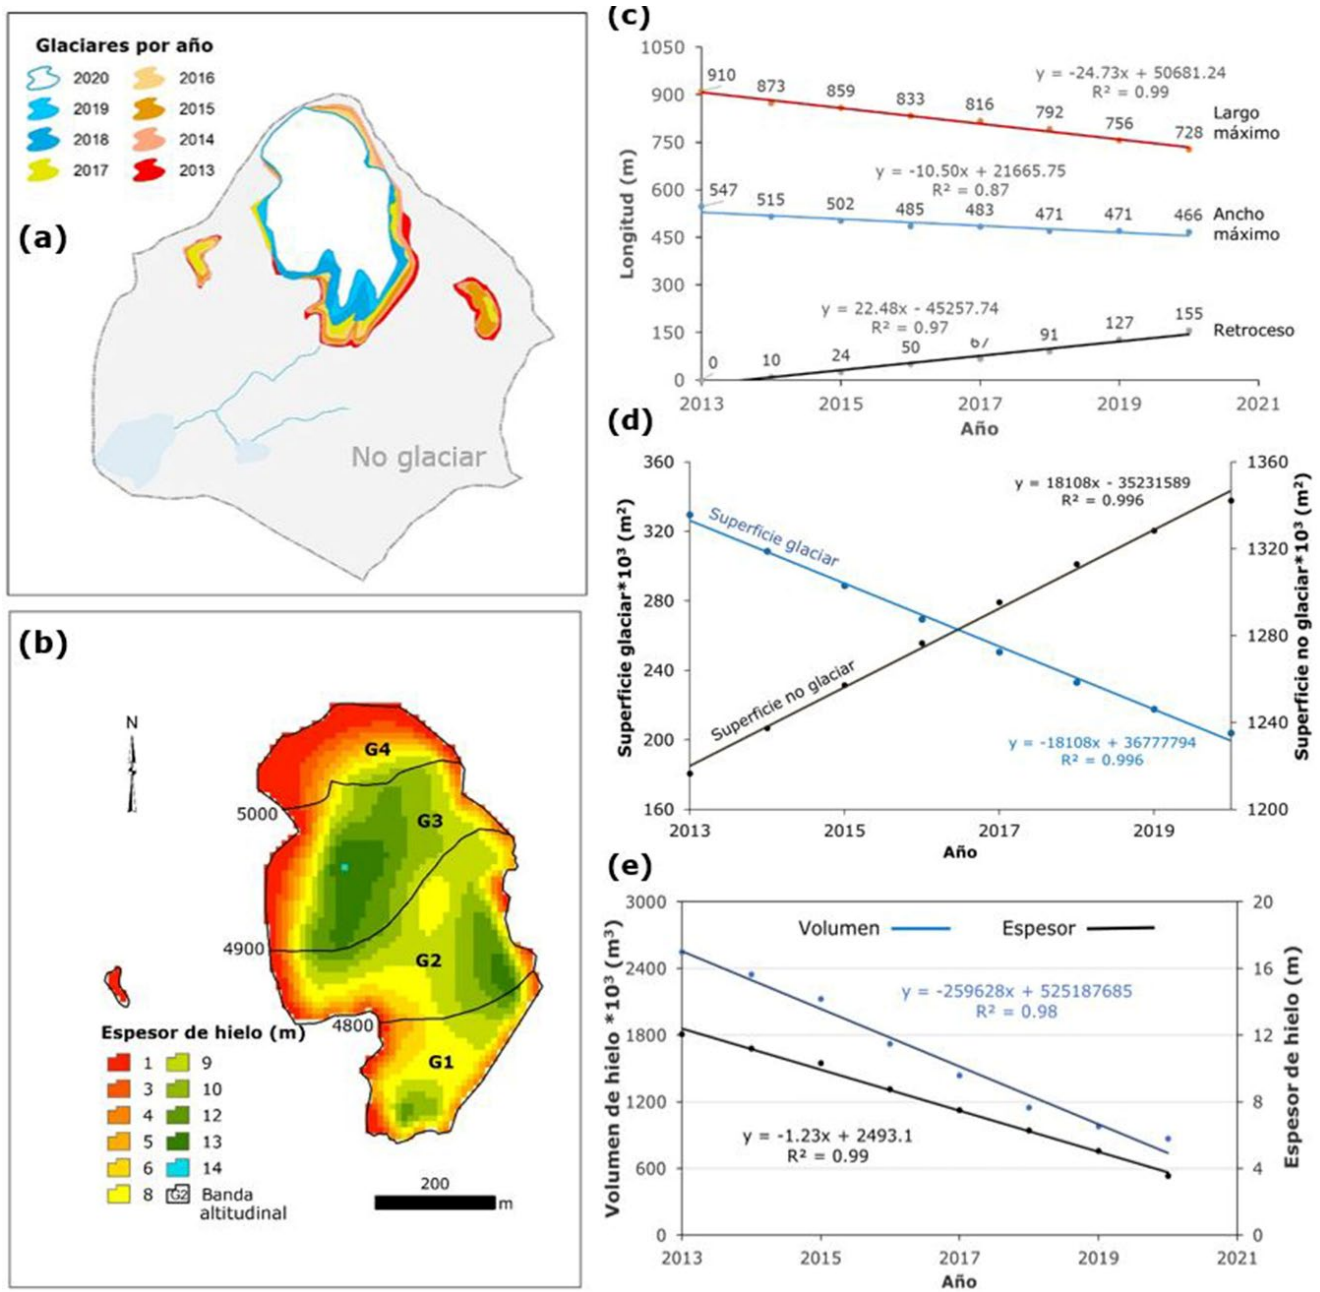 Glaciares por año
2020
2016
2019
2015
2018
2014
2017
2013
(a)
No glaciar
(b)
N
G4
5000
G3
4900
G2
4800
G1
Espesor de hielo (m)
1
9
3
10
4
12
5
13
6
14
8
G2
Banda
altitudinal
200
m
(c)
Longitud (m)
1050
900
750
600
450
300
150
0
910
873
859
833
816
792
756
728
y = -24.73x + 50681.24
R² = 0.99
Largo
máximo
y = -10.50x + 21665.75
R² = 0.87
547
515
502
485
483
471
471
466
Ancho
máximo
y = 22.48x - 45257.74
R² = 0.97
0
10
24
50
67
91
127
155
Retroceso
2013
2015
2017
2019
2021
Año
(d)
Superficie glaciar*10³ (m²)
360
320
280
240
200
160
Superficie glaciar
Superficie no glaciar
y = 18108x - 35231589
R² = 0.996
y = -18108x + 36777794
R² = 0.996
1360
1320
1280
1240
1200
Superficie no glaciar*10³ (m²)
2013
2015
2017
2019
Año
(e)
Volumen de hielo *10³ (m³)
3000
2400
1800
1200
600
0
Volumen
Espesor
y = -259628x + 525187685
R² = 0.98
y = -1.23x + 2493.1
R² = 0.99
20
16
12
8
4
0
Espesor de hielo (m)
2013
2015
2017
2019
2021
Año